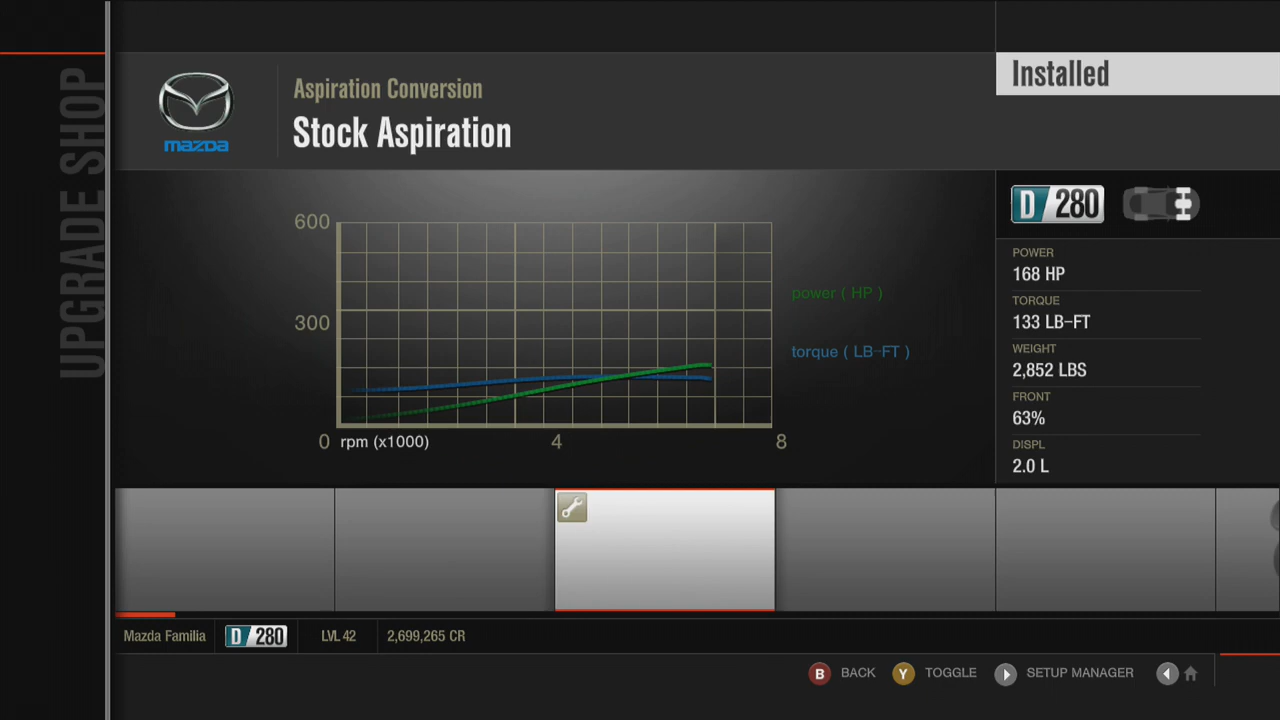 UPGRADE SHOP
mazda
Aspiration Conversion
Stock Aspiration
Installed
D 280
600
300
0
rpm (x1000)
4
8
power ( HP )
torque ( LB-FT )
POWER
168 HP
TORQUE
133 LB-FT
WEIGHT
2,852 LBS
FRONT
63%
DISPL
2.0 L
Mazda Familia D 280 LVL 42 2,699,265 CR
B BACK Y TOGGLE SETUP MANAGER